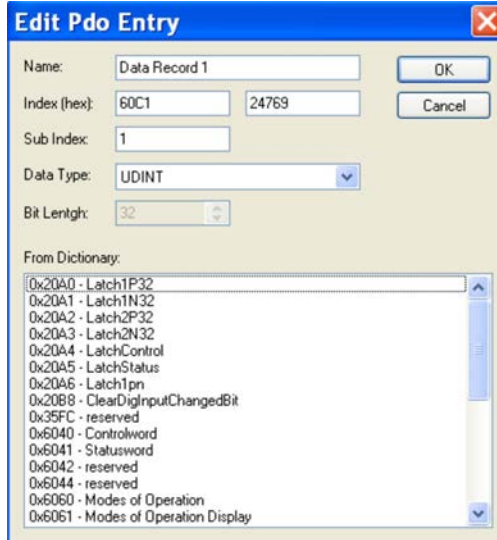 Edit Pdo Entry
Name: Data Record 1 OK
Index (hex): 60C1 24769 Cancel
Sub Index: 1
Data Type: UDINT
Bit Lentgh: 32
From Dictionary:
0x20A0 - Latch1P32
0x20A1 - Latch1N32
0x20A2 - Latch2P32
0x20A3 - Latch2N32
0x20A4 - LatchControl
0x20A5 - LatchStatus
0x20A6 - Latch1pn
0x20B8 - ClearDigInputChangedBit
0x35FC - reserved
0x6040 - Controlword
0x6041 - Statusword
0x6042 - reserved
0x6044 - reserved
0x6060 - Modes of Operation
0x6061 - Modes of Operation Display